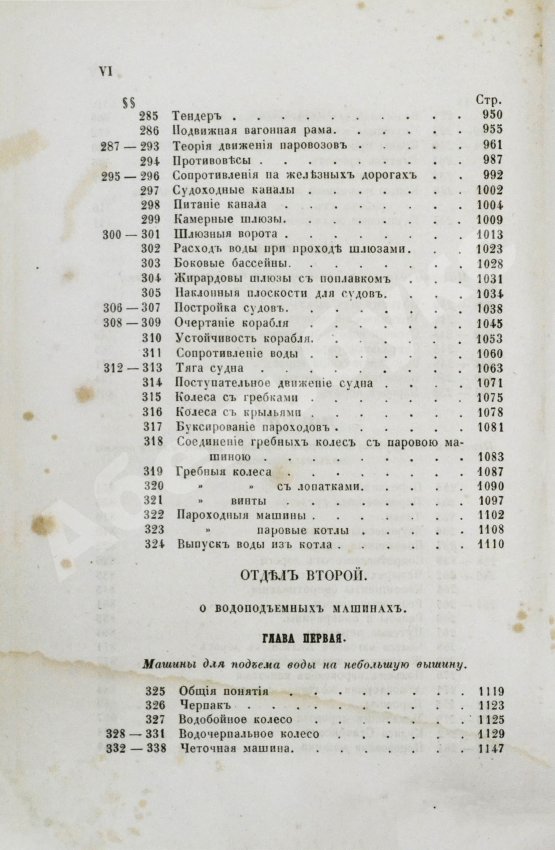 VI
§§ Стр.
285 Тендеръ . . . . . . . . . 950
286 Подвижная вагонная рама . . . . . . 955
287 — 293 Теорія движенія паровозовъ . . . . . . 961
294 Противовѣсы . . . . . . . . 987
295 — 296 Сопротивленія на желѣзныхъ дорогахъ . . . 992
297 Судоходные каналы . . . . . . . 1002
298 Питаніе канала . . . . . . . 1004
299 Камерные шлюзы . . . . . . . 1009
300 — 301 Шлюзныя ворота . . . . . . . 1013
302 Расходъ воды при проходѣ шлюзами . . . . 1023
303 Боковые бассейны . . . . . . . 1028
304 Жирардовы шлюзы съ поплавкомъ . . . . 1031
305 Наклонныя плоскости для судовъ . . . . 1034
306 — 307 Постройка судовъ . . . . . . . 1038
308 — 309 Очертаніе корабля . . . . . . . 1045
310 Устойчивость корабля . . . . . . 1053
311 Сопротивленіе воды . . . . . . . 1060
312 — 313 Тяга судна . . . . . . . . 1063
314 Поступательное движеніе судна . . . . . 1071
315 Колеса съ гребками . . . . . . . 1075
316 Колеса съ крыльями . . . . . . . 1078
317 Буксированіе пароходовъ . . . . . . 1081
318 Соединеніе гребныхъ колесъ съ паровою ма-
шиною . . . . . . . . . 1083
319 Гребныя колеса . . . . . . . 1087
320 » » съ лопатками . . . . . 1090
321 » винты . . . . . . . 1097
322 Пароходныя машины . . . . . . . 1102
323 » паровые котлы . . . . . 1108
324 Выпускъ воды изъ котла . . . . . . 1110
ОТДѢЛЪ ВТОРОЙ.
О ВОДОПОДЪЕМНЫХЪ МАШИНАХЪ.
ГЛАВА ПЕРВАЯ.
Машины для подъема воды на небольшую вышину.
325 Общія понятія . . . . . . . 1119
326 Черпакъ . . . . . . . . . 1123
327 Водобойное колесо . . . . . . . 1125
328 — 331 Водочерпальное колесо . . . . . . 1129
332 — 338 Четочная машина . . . . . . . 1147